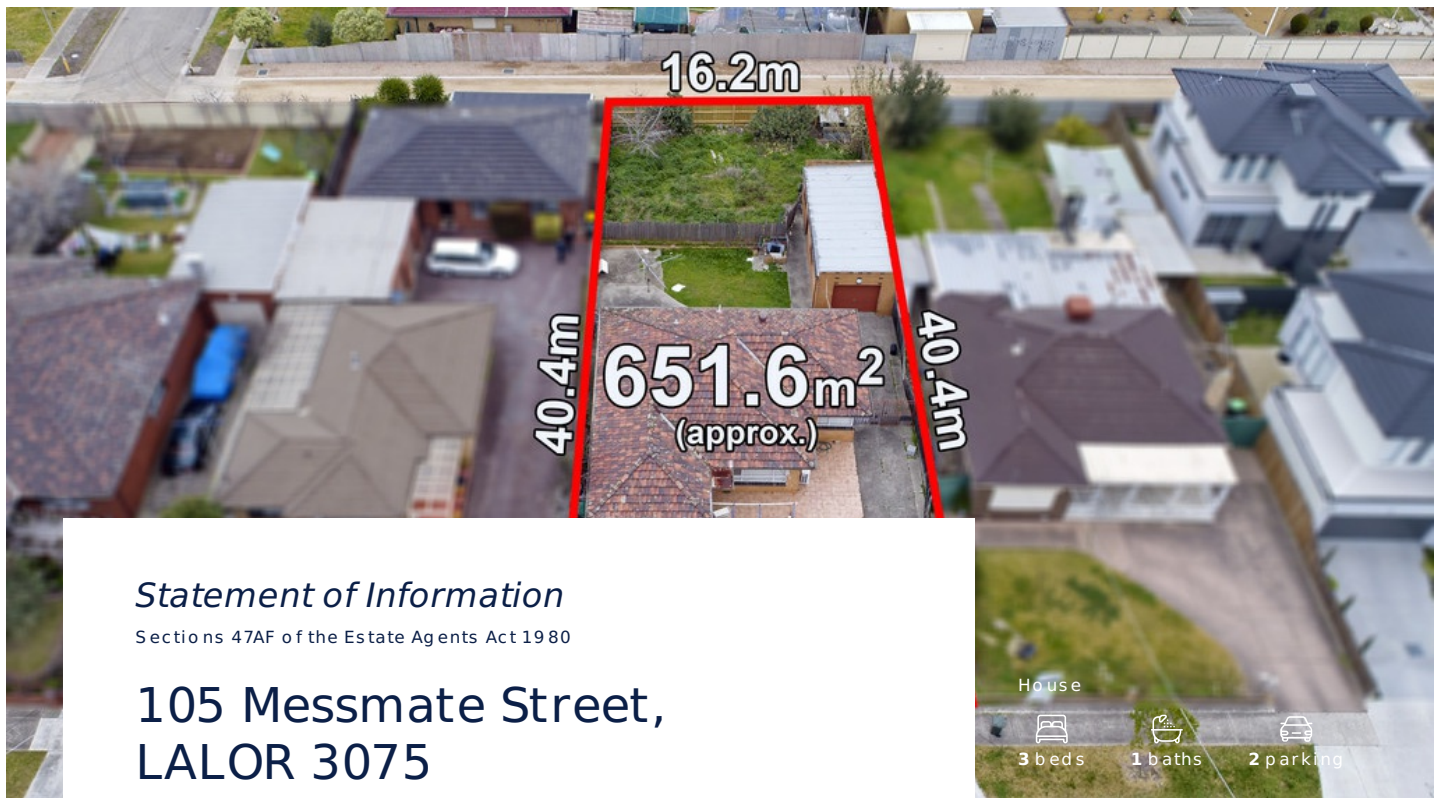 16.2m
40.4m
40.4m
651.6m²
(approx.)
Statement of Information
Sections 47AF of the Estate Agents Act 1980
105 Messmate Street,
LALOR 3075
House
3 beds 1 baths 2 parking